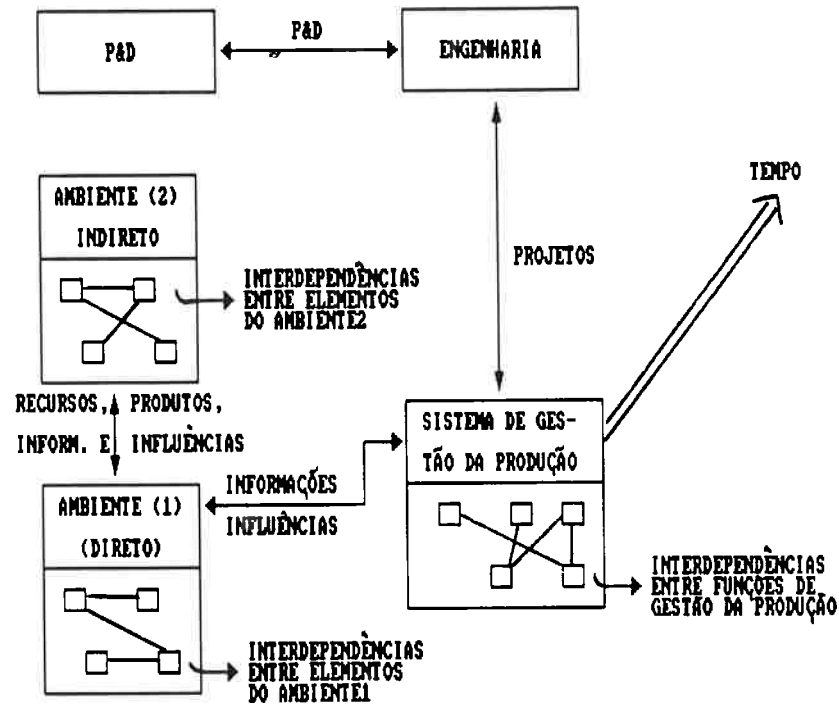 P&D
P&D
ENGENHARIA
TEMPO
AMBIENTE (2)
INDIRETO
INTERDEPENDÊNCIAS
ENTRE ELEMENTOS
DO AMBIENTE2
PROJETOS
RECURSOS, PRODUTOS,
INFORM. E INFLUÊNCIAS
SISTEMA DE GES-
TÃO DA PRODUÇÃO
INFORMAÇÕES
INFLUÊNCIAS
AMBIENTE (1)
(DIRETO)
INTERDEPENDÊNCIAS
ENTRE FUNÇÕES DE
GESTÃO DA PRODUÇÃO
INTERDEPENDÊNCIAS
ENTRE ELEMENTOS
DO AMBIENTE1